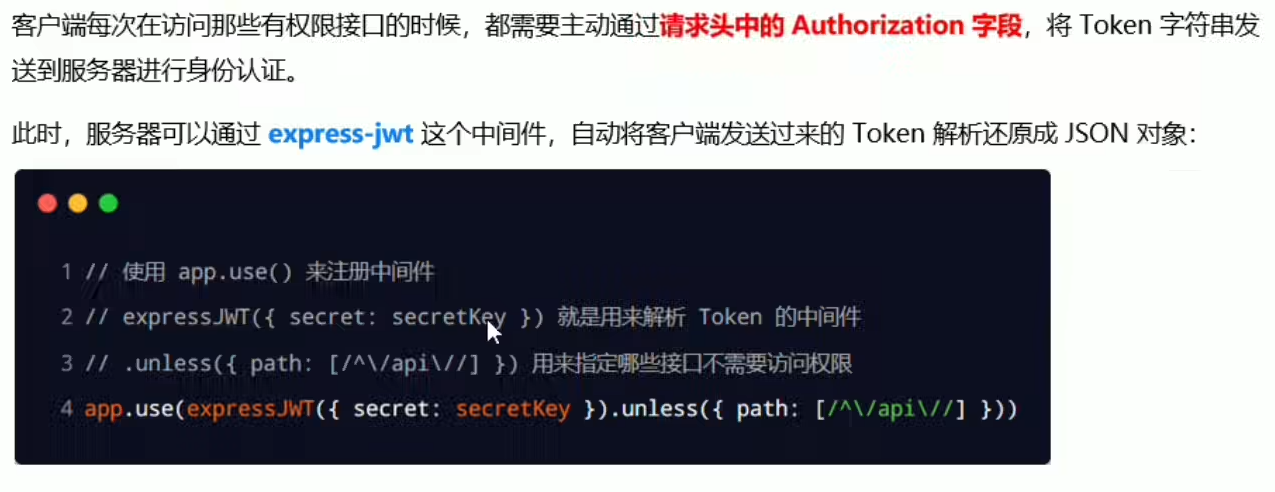 客户端每次在访问那些有权限接口的时候，都需要主动通过请求头中的 Authorization 字段，将 Token 字符串发
送到服务器进行身份认证。
此时，服务器可以通过 express-jwt 这个中间件，自动将客户端发送过来的 Token 解析还原成 JSON 对象：
1 // 使用 app.use() 来注册中间件
2 // expressJWT({ secret: secretKey }) 就是用来解析 Token 的中间件
3 // .unless({ path: [/^\/api\//] }) 用来指定哪些接口不需要访问权限
4 app.use(expressJWT({ secret: secretKey }).unless({ path: [/^\/api\//] }))